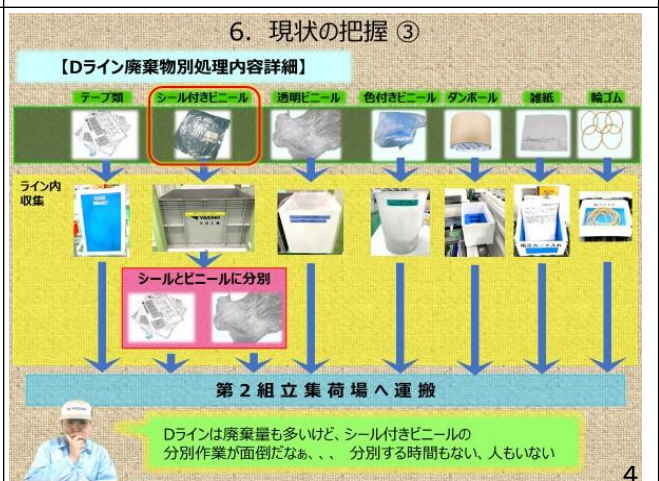 6. 現状の把握 ③
【Dライン廃棄物別処理内容詳細】
テープ類 シール付きビニール 透明ビニール 色付きビニール ダンボール 雑紙 輪ゴム
ライン内
収集
YAZAKI
シールとビニールに分別
第2組立集荷場へ運搬
Dラインは廃棄量も多いけど、シール付きビニールの
分別作業が面倒だなぁ、、、 分別する時間もない、人もいない
4